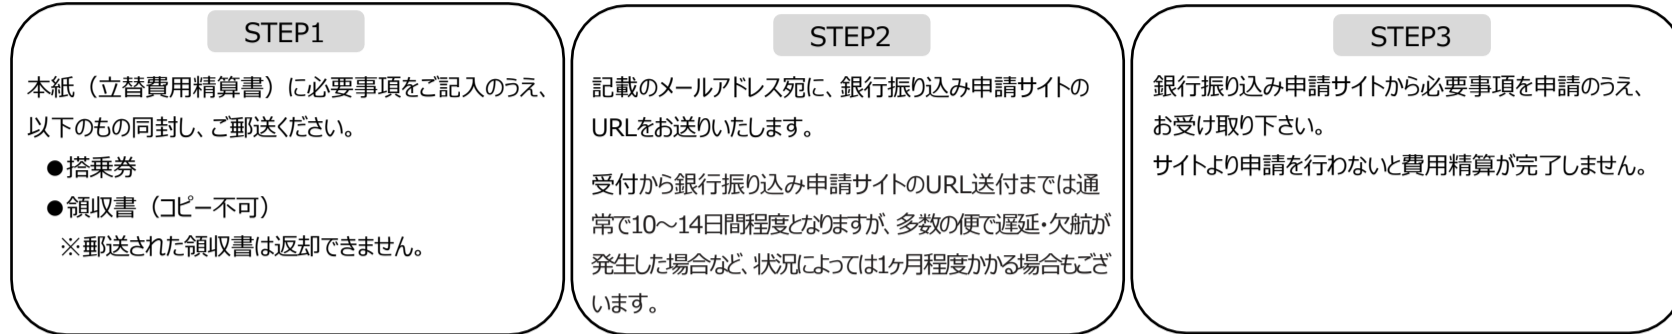 STEP1
本紙（立替費用精算書）に必要事項をご記入のうえ、
以下のもの同封し、ご郵送ください。
●搭乗券
●領収書（コピー不可）
※郵送された領収書は返却できません。
STEP2
記載のメールアドレス宛に、銀行振り込み申請サイトの
URLをお送りいたします。
受付から銀行振り込み申請サイトのURL送付までは通
常で10～14日間程度となりますが、多数の便で遅延・欠航が
発生した場合など、状況によっては1ヶ月程度かかる場合もござ
います。
STEP3
銀行振り込み申請サイトから必要事項を申請のうえ、
お受け取り下さい。
サイトより申請を行わないと費用精算が完了しません。